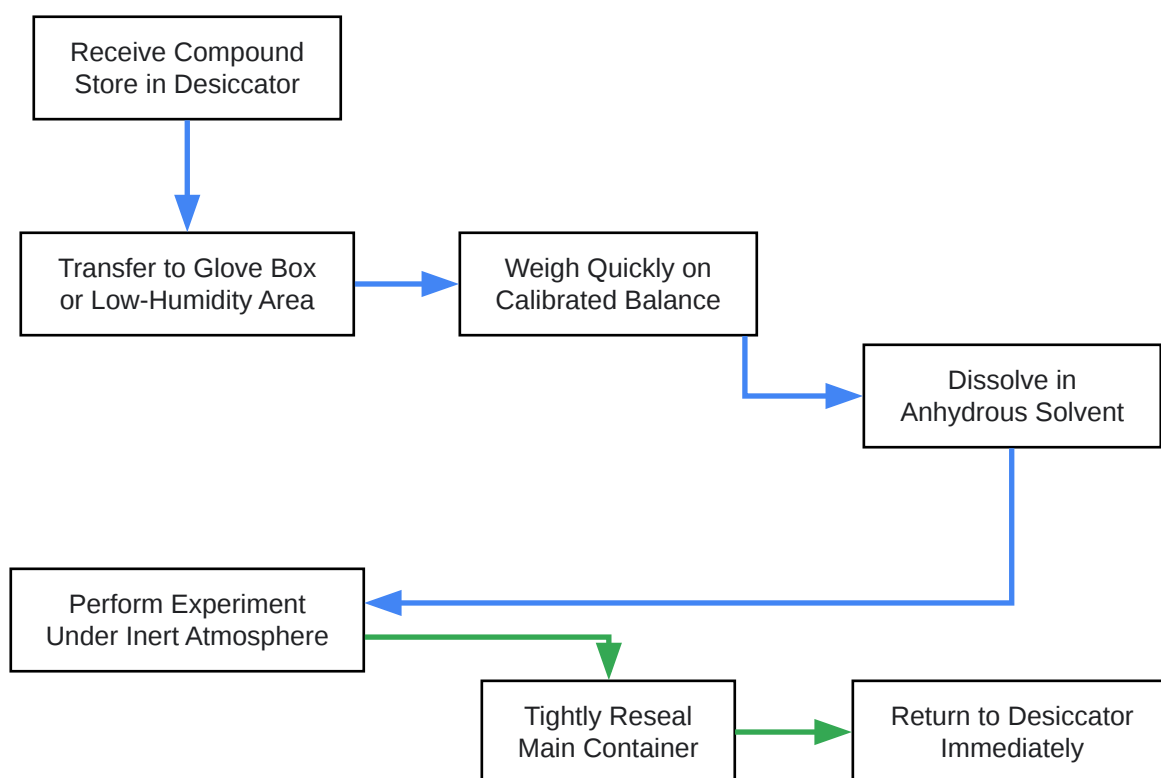 Receive Compound
Store in Desiccator
Transfer to Glove Box
or Low-Humidity Area
Weigh Quickly on
Calibrated Balance
Dissolve in
Anhydrous Solvent
Perform Experiment
Under Inert Atmosphere
Tightly Reseal
Main Container
Return to Desiccator
Immediately